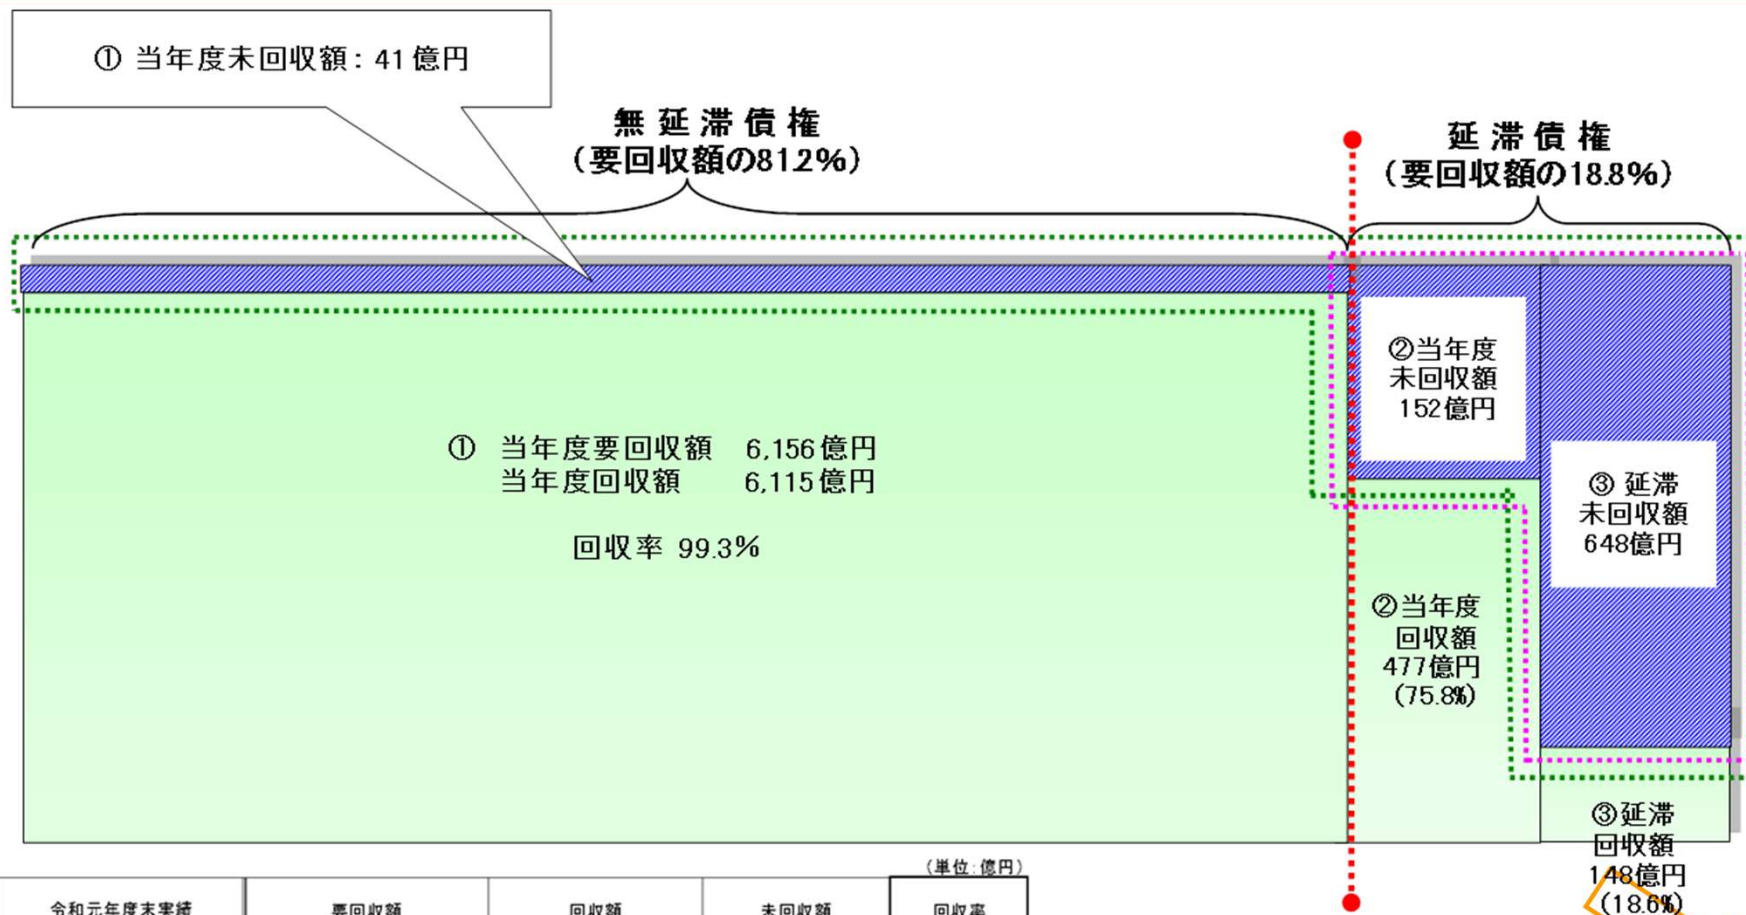 ① 当年度未回収額：41億円
無延滞債権
（要回収額の81.2%）
延滞債権
（要回収額の18.8%）
②当年度
未回収額
152億円
① 当年度要回収額 6,156億円
当年度回収額 6,115億円
回収率 99.3%
③ 延滞
未回収額
648億円
②当年度
回収額
477億円
(75.8%)
③延滞
回収額
148億円
(18.6%)
（単位：億円）
令和元年度末実績 要回収額 回収額 未回収額 回収率